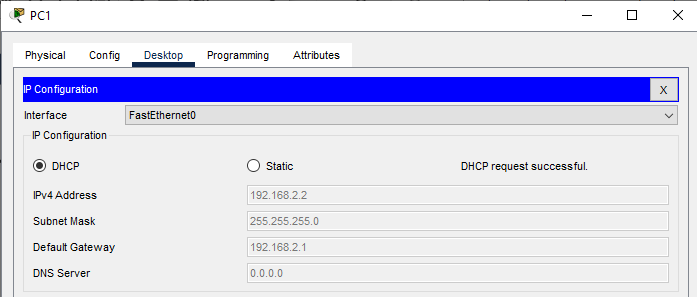 PC1
Physical Config Desktop Programming Attributes
IP Configuration X
Interface FastEthernet0
IP Configuration
DHCP Static DHCP request successful.
IPv4 Address 192.168.2.2
Subnet Mask 255.255.255.0
Default Gateway 192.168.2.1
DNS Server 0.0.0.0